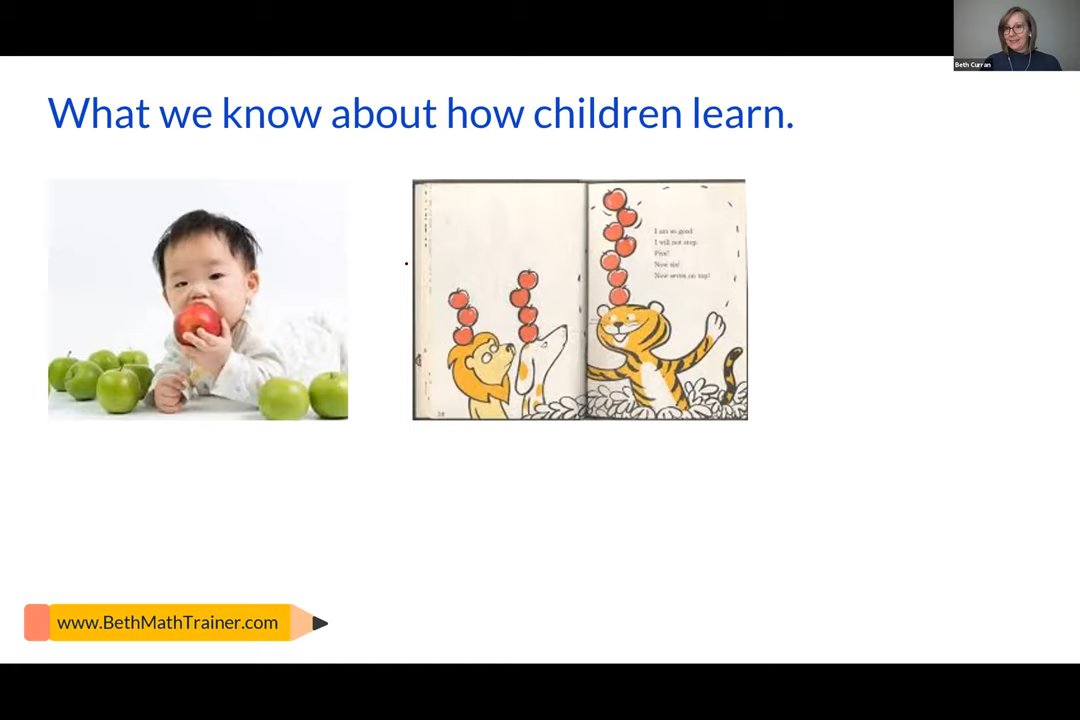 Beth Curran
What we know about how children learn.
I am so good
I will not stop.
Five!
Now six!
Now seven on top!
www.BethMathTrainer.com